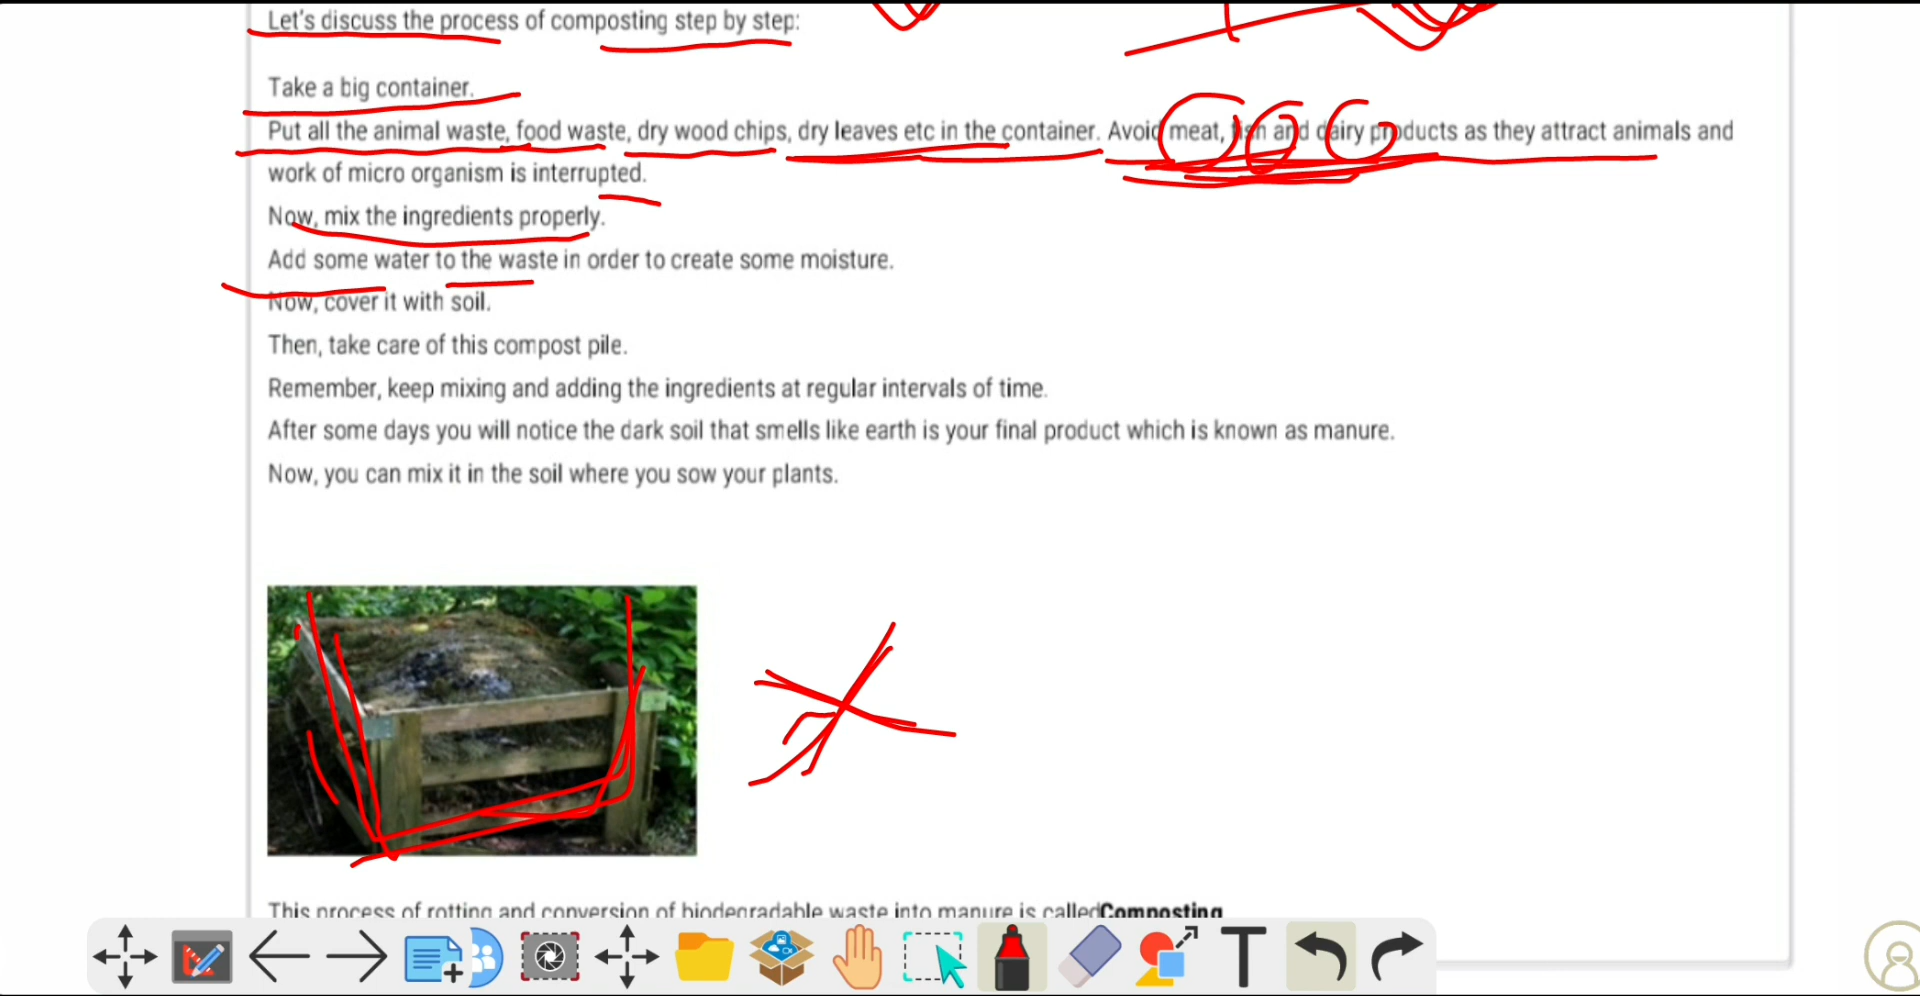 Let's discuss the process of composting step by step:
Take a big container.
Put all the animal waste, food waste, dry wood chips, dry leaves etc in the container. Avoid meat, fish and dairy products as they attract animals and
work of micro organism is interrupted.
Now, mix the ingredients properly.
Add some water to the waste in order to create some moisture.
Now, cover it with soil.
Then, take care of this compost pile.
Remember, keep mixing and adding the ingredients at regular intervals of time.
After some days you will notice the dark soil that smells like earth is your final product which is known as manure.
Now, you can mix it in the soil where you sow your plants.
This process of rotting and conversion of biodegradable waste into manure is calledComposting